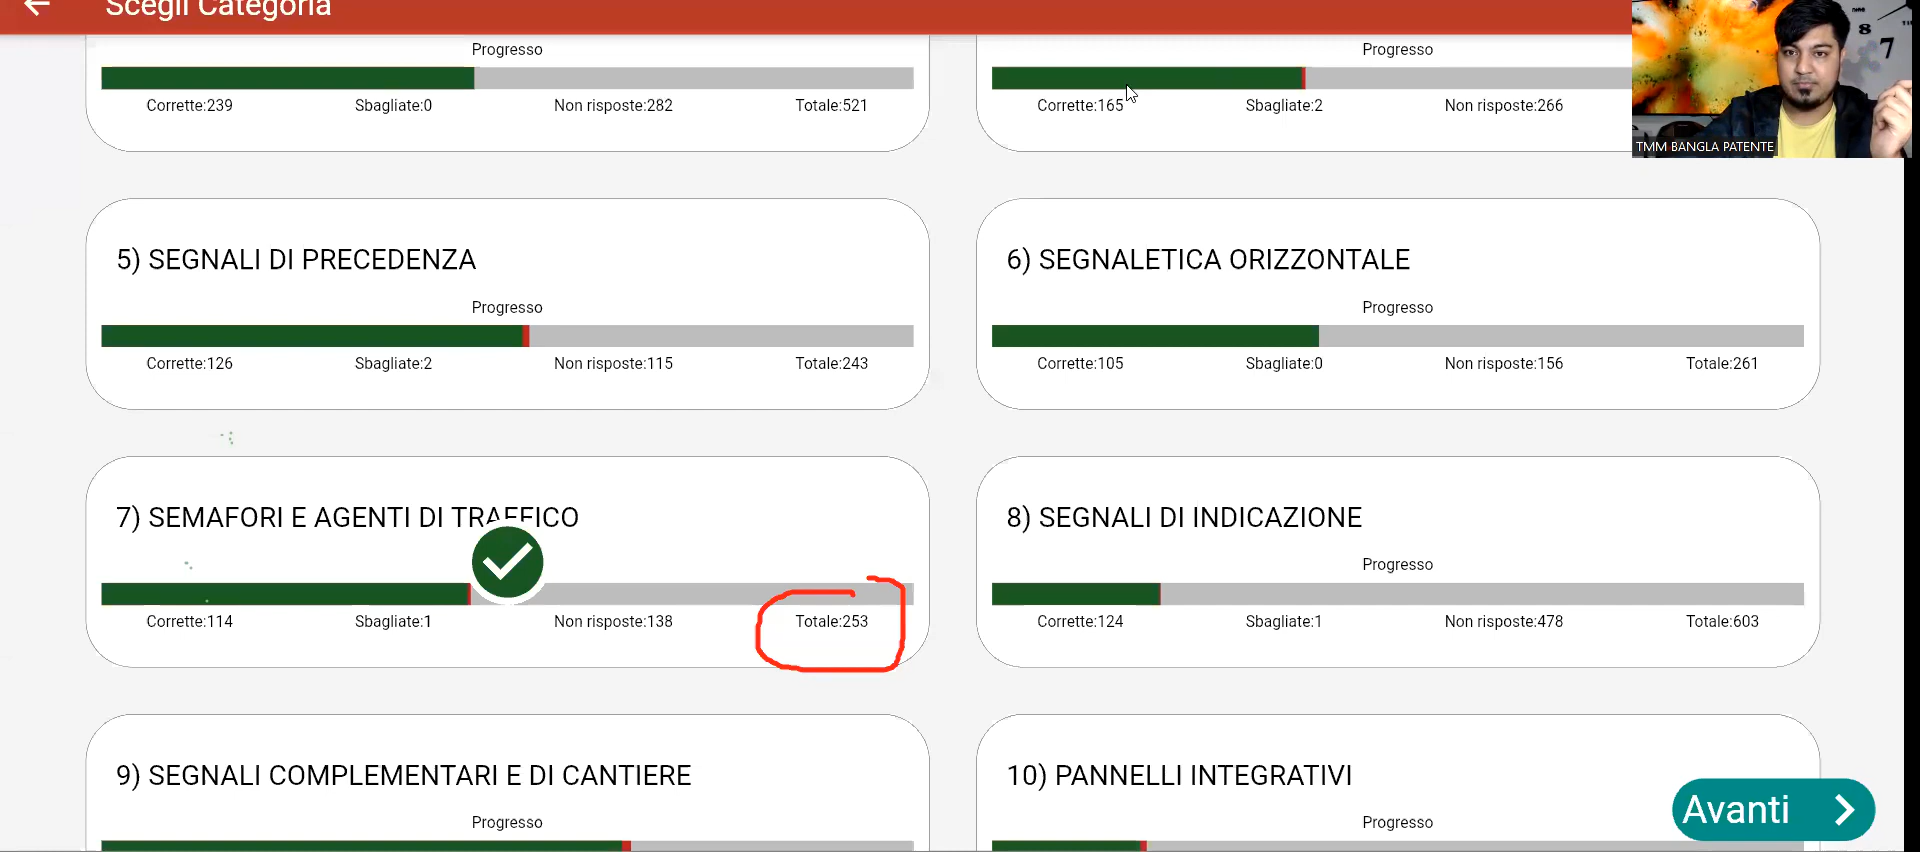 Scegli Categoria
Progresso
Corrette:239 Sbagliate:0 Non risposte:282 Totale:521
Progresso
Corrette:165 Sbagliate:2 Non risposte:266
8
7
TMM BANGLA PATENTE
5) SEGNALI DI PRECEDENZA
Progresso
Corrette:126 Sbagliate:2 Non risposte:115 Totale:243
6) SEGNALETICA ORIZZONTALE
Progresso
Corrette:105 Sbagliate:0 Non risposte:156 Totale:261
7) SEMAFORI E AGENTI DI TRAFFICO
Corrette:114 Sbagliate:1 Non risposte:138 Totale:253
8) SEGNALI DI INDICAZIONE
Progresso
Corrette:124 Sbagliate:1 Non risposte:478 Totale:603
9) SEGNALI COMPLEMENTARI E DI CANTIERE
Progresso
10) PANNELLI INTEGRATIVI
Progresso
Avanti